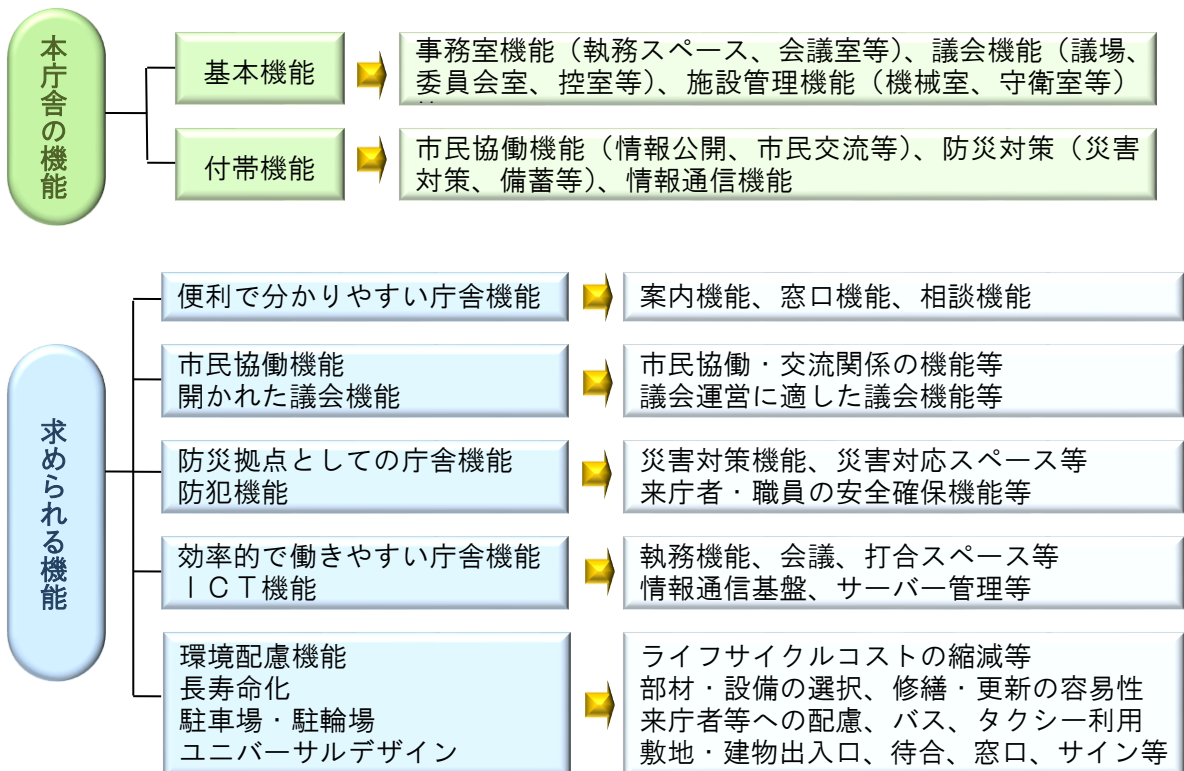 本庁舎の機能
基本機能
事務室機能（執務スペース、会議室等）、議会機能（議場、
委員会室、控室等）、施設管理機能（機械室、守衛室等）
付帯機能
市民協働機能（情報公開、市民交流等）、防災対策（災害
対策、備蓄等）、情報通信機能
求められる機能
便利で分かりやすい庁舎機能
案内機能、窓口機能、相談機能
市民協働機能
開かれた議会機能
市民協働・交流関係の機能等
議会運営に適した議会機能等
防災拠点としての庁舎機能
防犯機能
災害対策機能、災害対応スペース等
来庁者・職員の安全確保機能等
効率的で働きやすい庁舎機能
ＩＣＴ機能
執務機能、会議、打合スペース等
情報通信基盤、サーバー管理等
環境配慮機能
長寿命化
駐車場・駐輪場
ユニバーサルデザイン
ライフサイクルコストの縮減等
部材・設備の選択、修繕・更新の容易性
来庁者等への配慮、バス、タクシー利用
敷地・建物出入口、待合、窓口、サイン等